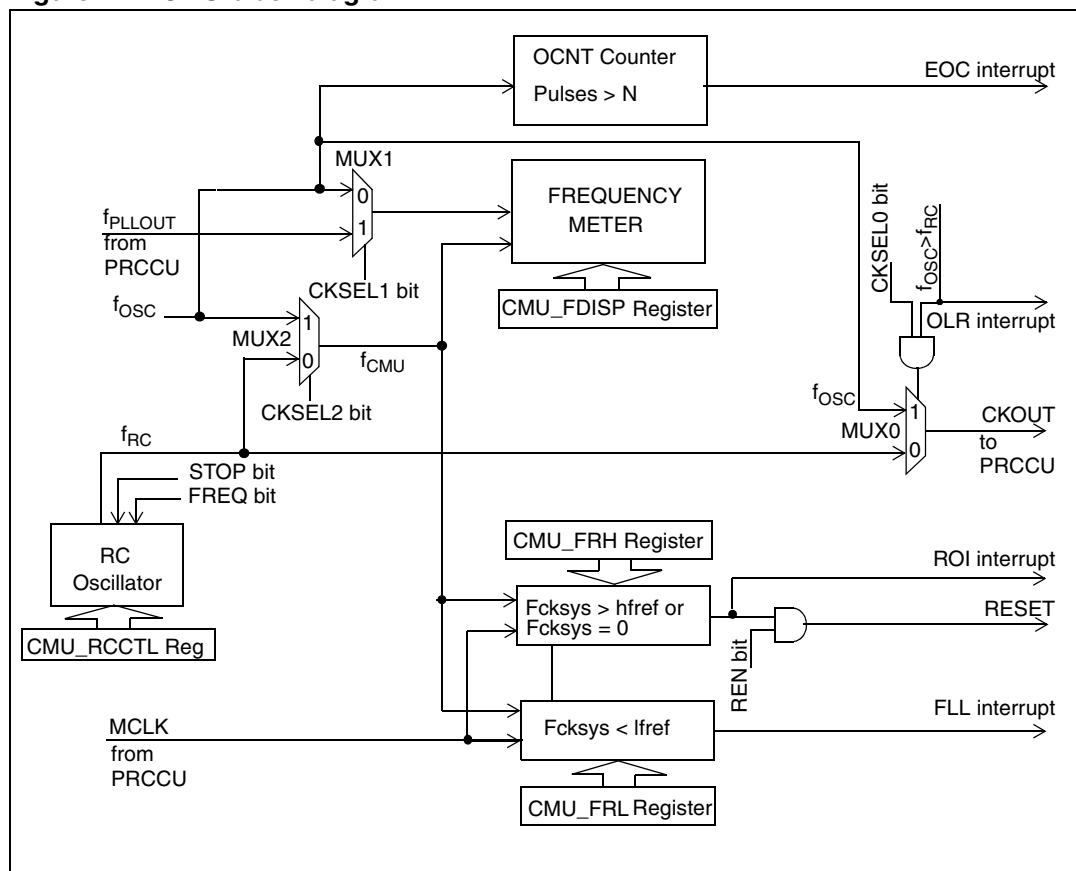 OCNT Counter
Pulses > N
EOC interrupt
MUX1
0
1
FREQUENCY
METER
fPLLOUT
from
PRCCU
CKSEL1 bit
CMU_FDISP Register
CKSEL0 bit
fOSC>fRC
OLR interrupt
fOSC
MUX2
1
0
fCMU
CKSEL2 bit
fOSC
MUX0
1
0
CKOUT
to
PRCCU
fRC
STOP bit
FREQ bit
RC
Oscillator
CMU_RCCTL Reg
CMU_FRH Register
Fcksys > hfref or
Fcksys = 0
ROI interrupt
RESET
REN bit
MCLK
from
PRCCU
Fcksys < lfref
FLL interrupt
CMU_FRL Register